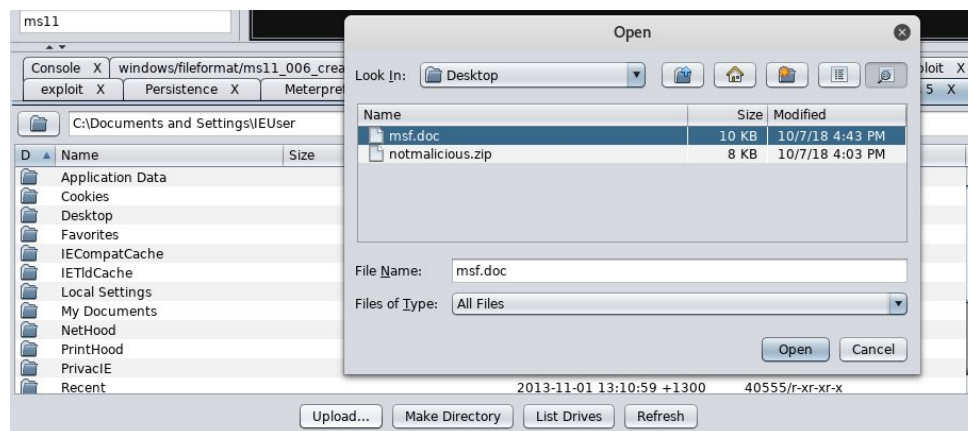 ms11
Open
Console X windows/fileformat/ms11_006_crea
ploit X
exploit X Persistence X Meterpre
5 X
Look In: Desktop
C:\Documents and Settings\IEUser
Name Size Modified
msf.doc 10 KB 10/7/18 4:43 PM
notmalicious.zip 8 KB 10/7/18 4:03 PM
D Name Size
Application Data
Cookies
Desktop
Favorites
IECompatCache
IETldCache
Local Settings
My Documents
NetHood
PrintHood
PrivacIE
Recent 2013-11-01 13:10:59 +1300 40555/r-xr-xr-x
File Name: msf.doc
Files of Type: All Files
Open Cancel
Upload... Make Directory List Drives Refresh